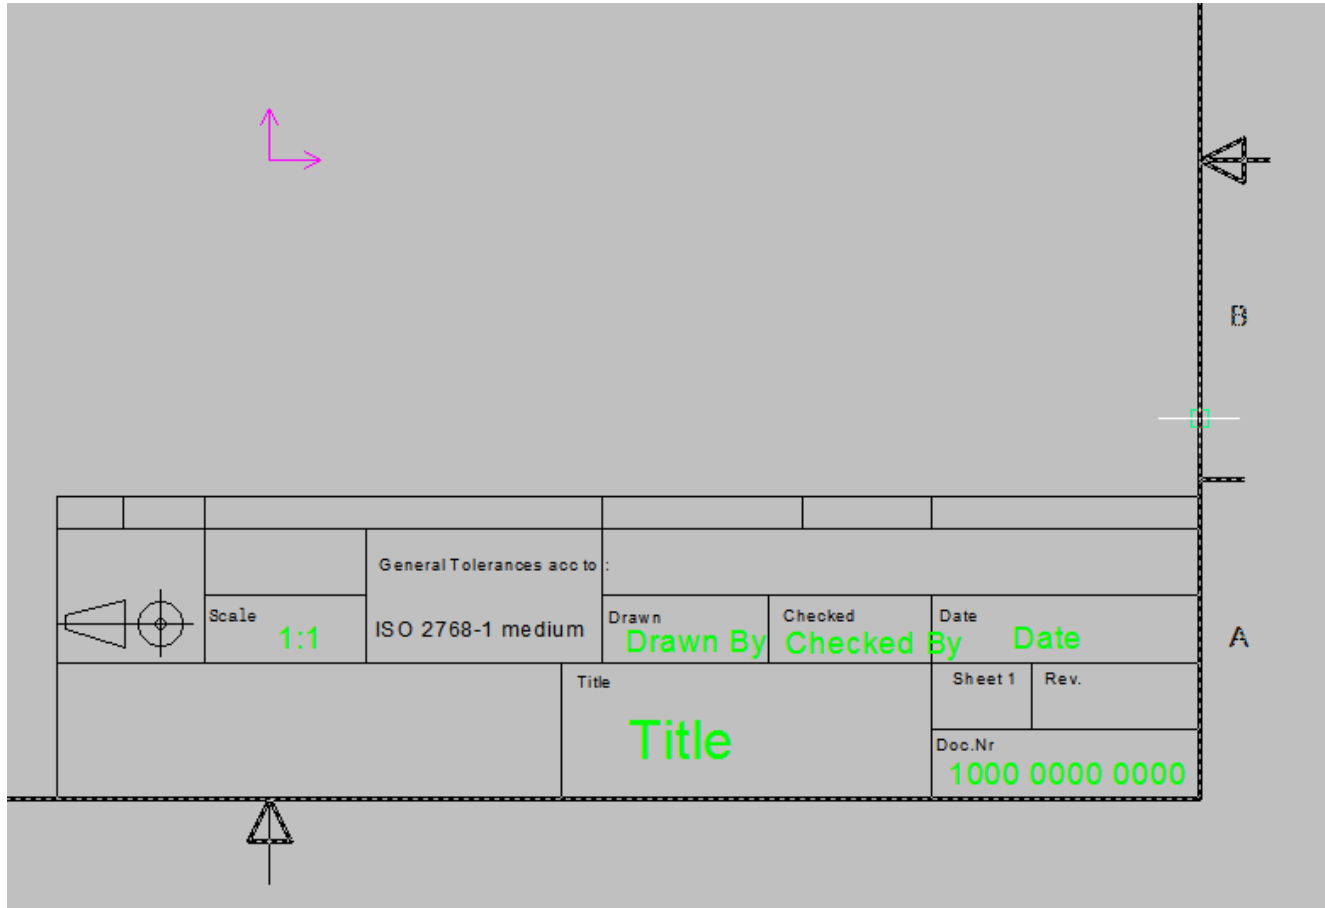 B
General Tolerances acc to :
Scale
1:1
ISO 2768-1 medium
Drawn
Drawn By
Checked
Checked By
Date
Date
A
Title
Title
Sheet 1
Rev.
Doc.Nr
1000 0000 0000